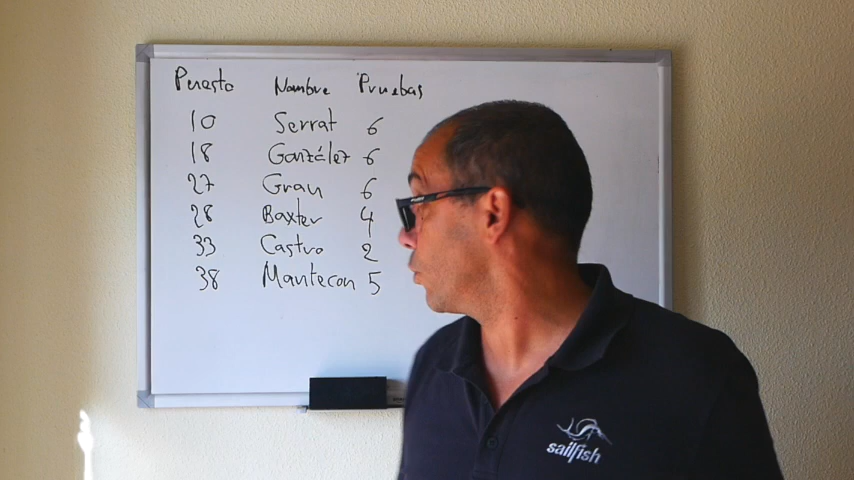 Puesto Nombre Pruebas
10 Serrat 6
18 González 6
27 Grau 6
28 Baxter 4
33 Castro 2
38 Mantecon 5
sailfish